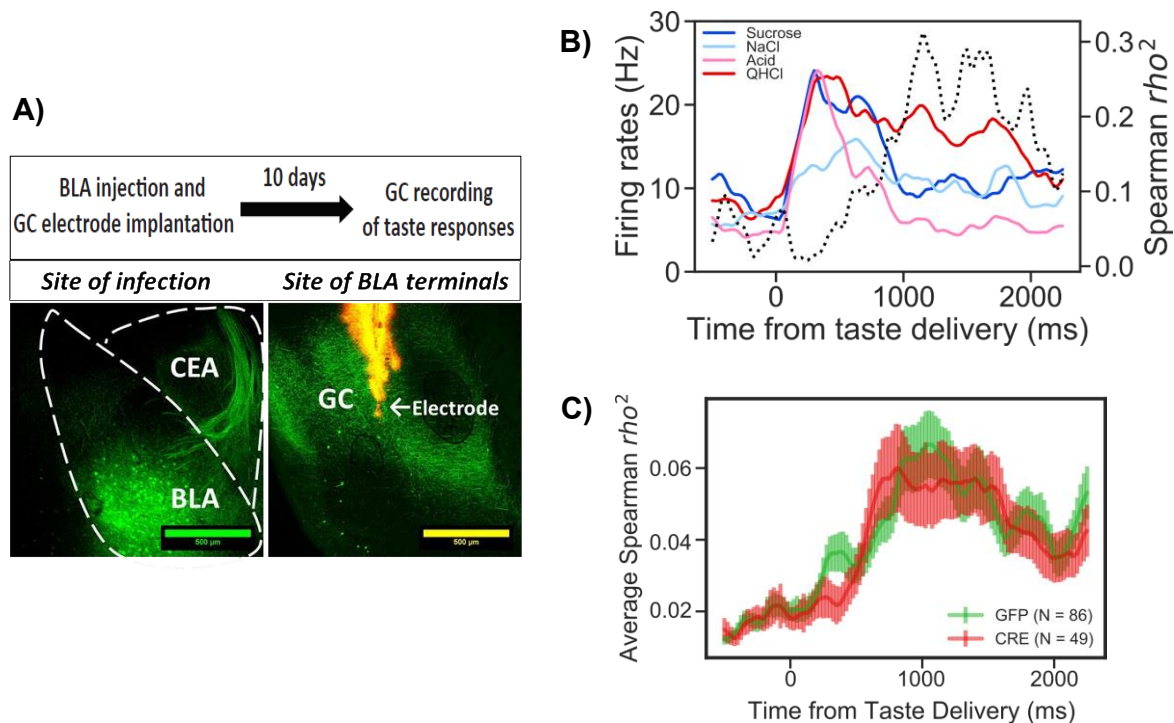 A)
BLA injection and
GC electrode implantation
10 days
GC recording
of taste responses
Site of infection
Site of BLA terminals
CEA
BLA
500 µm
GC
←Electrode
500 µm
B)
Firing rates (Hz)
30
20
10
0
Sucrose
NaCl
Acid
QHCl
0.3
0.2
0.1
0.0
Spearman rho²
0
1000
2000
Time from taste delivery (ms)
C)
Average Spearman rho²
0.06
0.04
0.02
GFP (N = 86)
CRE (N = 49)
0
1000
2000
Time from Taste Delivery (ms)